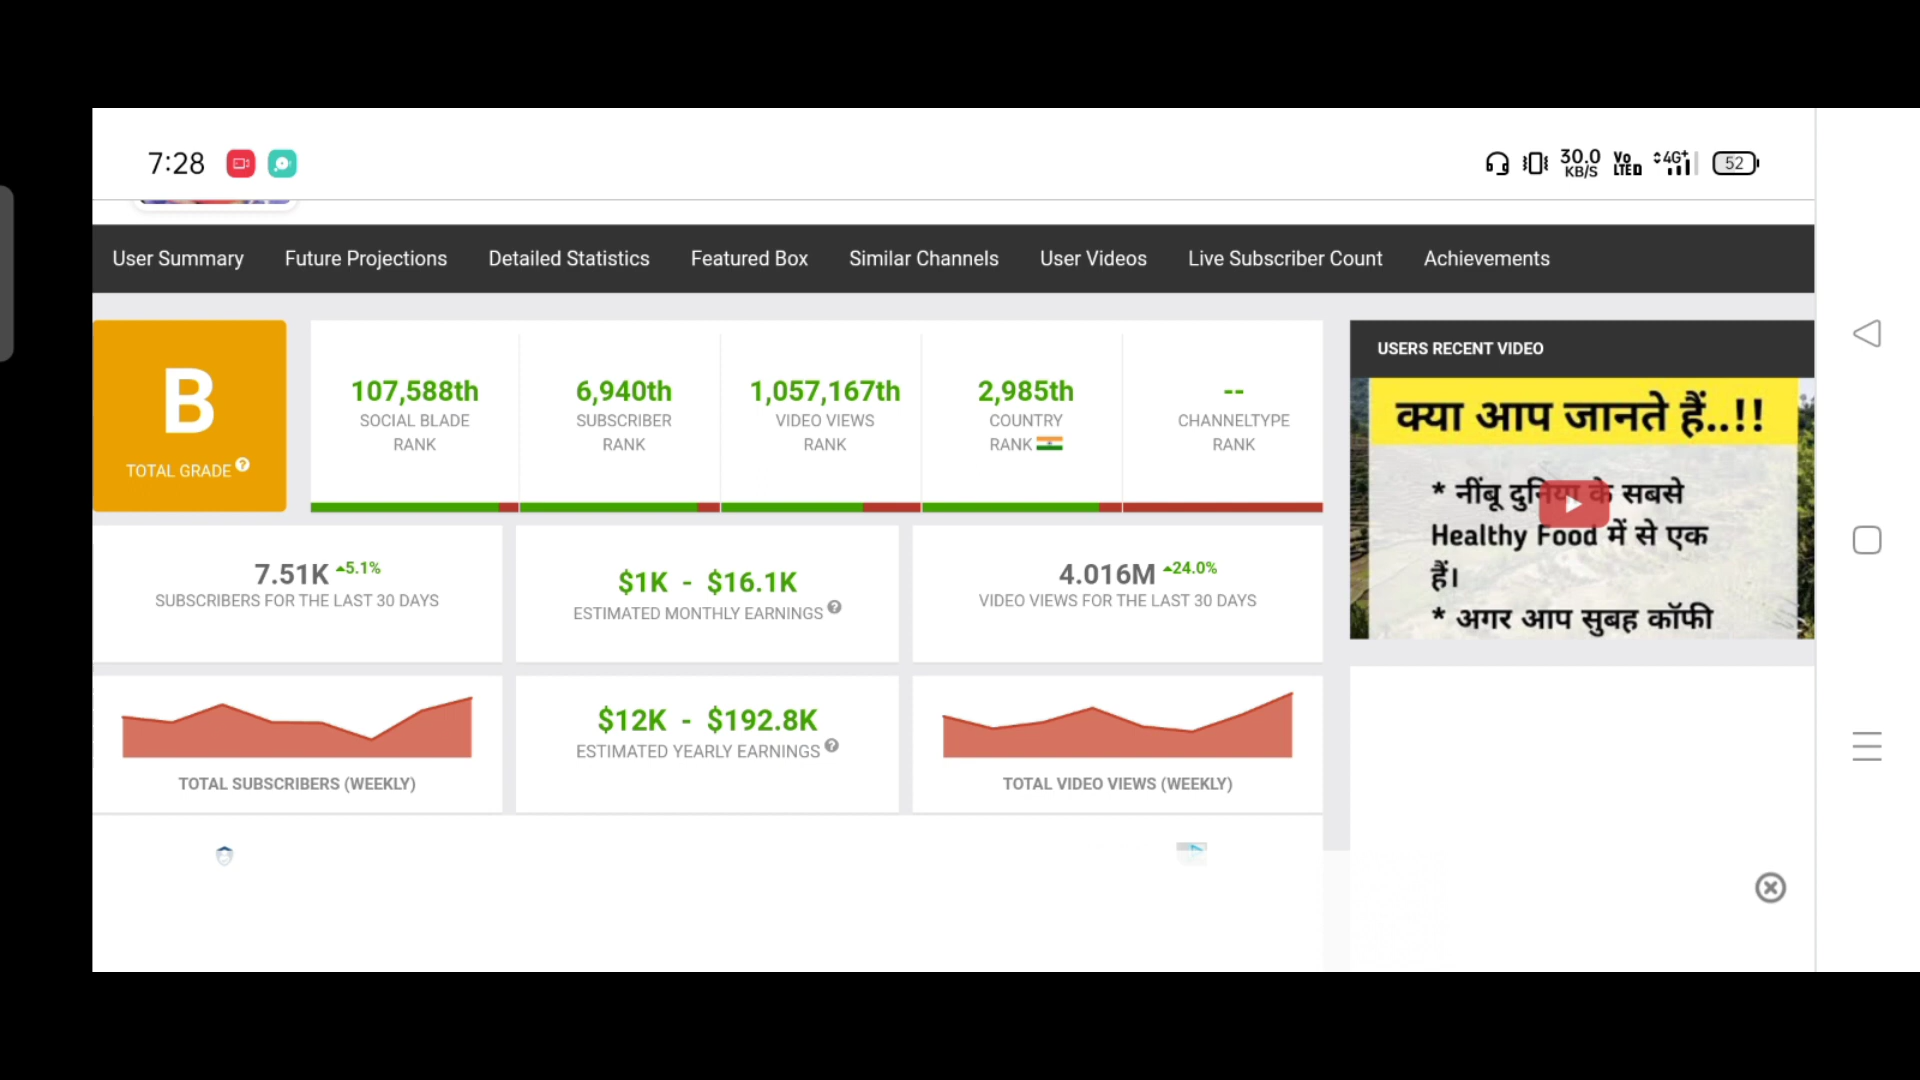 7:28
30.0
KB/S
Vo
LTE
4G+
52
User Summary Future Projections Detailed Statistics Featured Box Similar Channels User Videos Live Subscriber Count Achievements
B
TOTAL GRADE ?
107,588th
SOCIAL BLADE
RANK
6,940th
SUBSCRIBER
RANK
1,057,167th
VIDEO VIEWS
RANK
2,985th
COUNTRY
RANK
--
CHANNELTYPE
RANK
USERS RECENT VIDEO
क्या आप जानते हैं..!!
* नींबू दुनिया के सबसे
Healthy Food में से एक
हैं।
* अगर आप सुबह कॉफी
7.51K 5.1%
SUBSCRIBERS FOR THE LAST 30 DAYS
$1K - $16.1K
ESTIMATED MONTHLY EARNINGS ?
4.016M 24.0%
VIDEO VIEWS FOR THE LAST 30 DAYS
TOTAL SUBSCRIBERS (WEEKLY)
$12K - $192.8K
ESTIMATED YEARLY EARNINGS ?
TOTAL VIDEO VIEWS (WEEKLY)